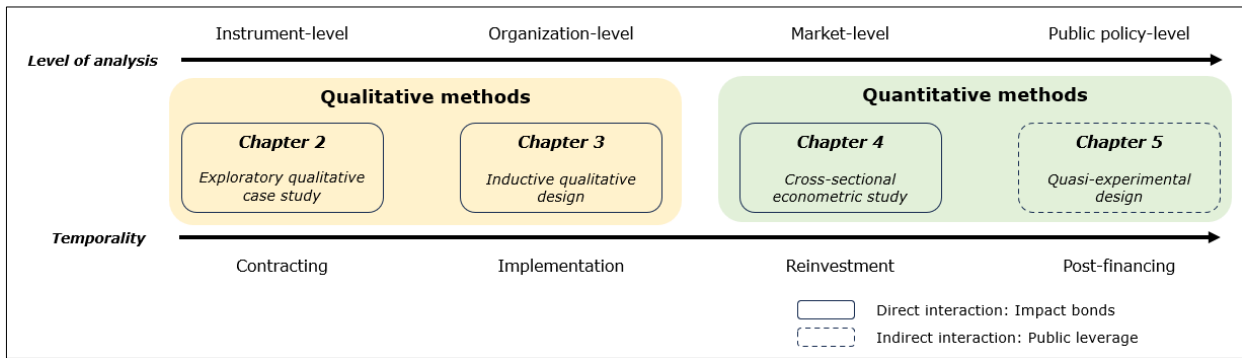 Instrument-level Organization-level Market-level Public policy-level
Level of analysis
Qualitative methods Quantitative methods
Chapter 2 Chapter 3 Chapter 4 Chapter 5
Exploratory qualitative Inductive qualitative Cross-sectional Quasi-experimental
case study design econometric study design
Temporality
Contracting Implementation Reinvestment Post-financing
Direct interaction: Impact bonds
Indirect interaction: Public leverage